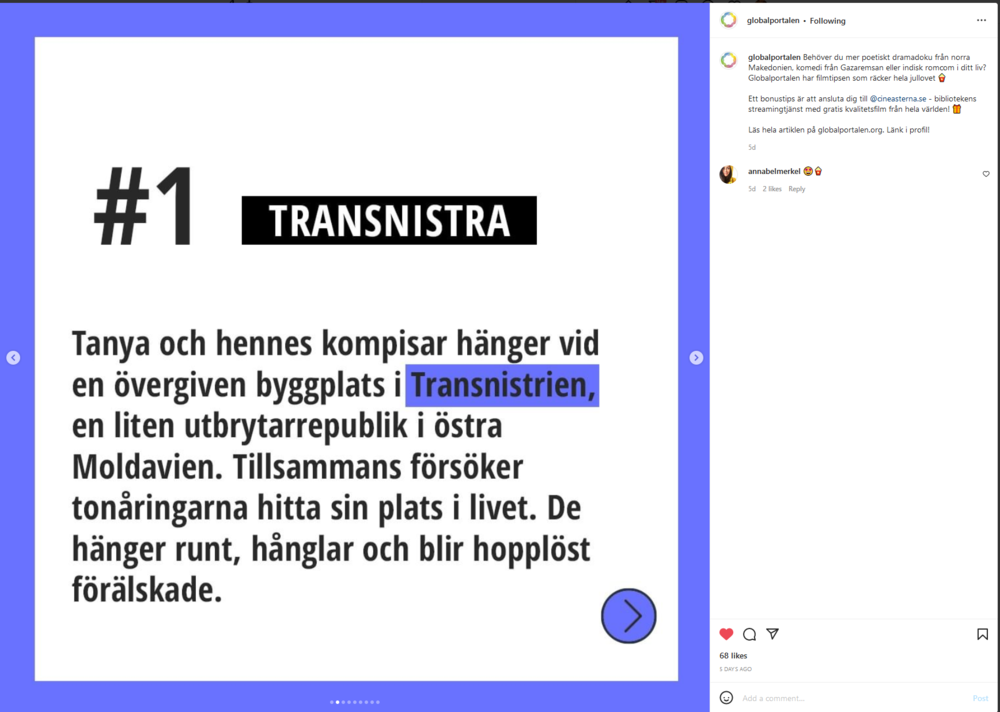 #1
TRANSNISTRA
Tanya och hennes kompisar hänger vid
en övergiven byggplats i Transnistrien,
en liten utbrytarrepublik i östra
Moldavien. Tillsammans försöker
tonåringarna hitta sin plats i livet. De
hänger runt, hånglar och blir hopplöst
förälskade.
globalportalen • Following
globalportalen Behöver du mer poetiskt dramadoku från norra
Makedonien, komedi från Gazaremsan eller indisk romcom i ditt liv?
Globalportalen har filmtipsen som räcker hela jullovet 🍿
Ett bonustips är att ansluta dig till @cineasterna.se - bibliotekens
streamingtjänst med gratis kvalitetsfilm från hela världen! 🎁
Läs hela artiklen på globalportalen.org. Länk i profil!
5d
annabelmerkel 😍🍿
5d 2 likes Reply
68 likes
5 DAYS AGO
Add a comment...
Post